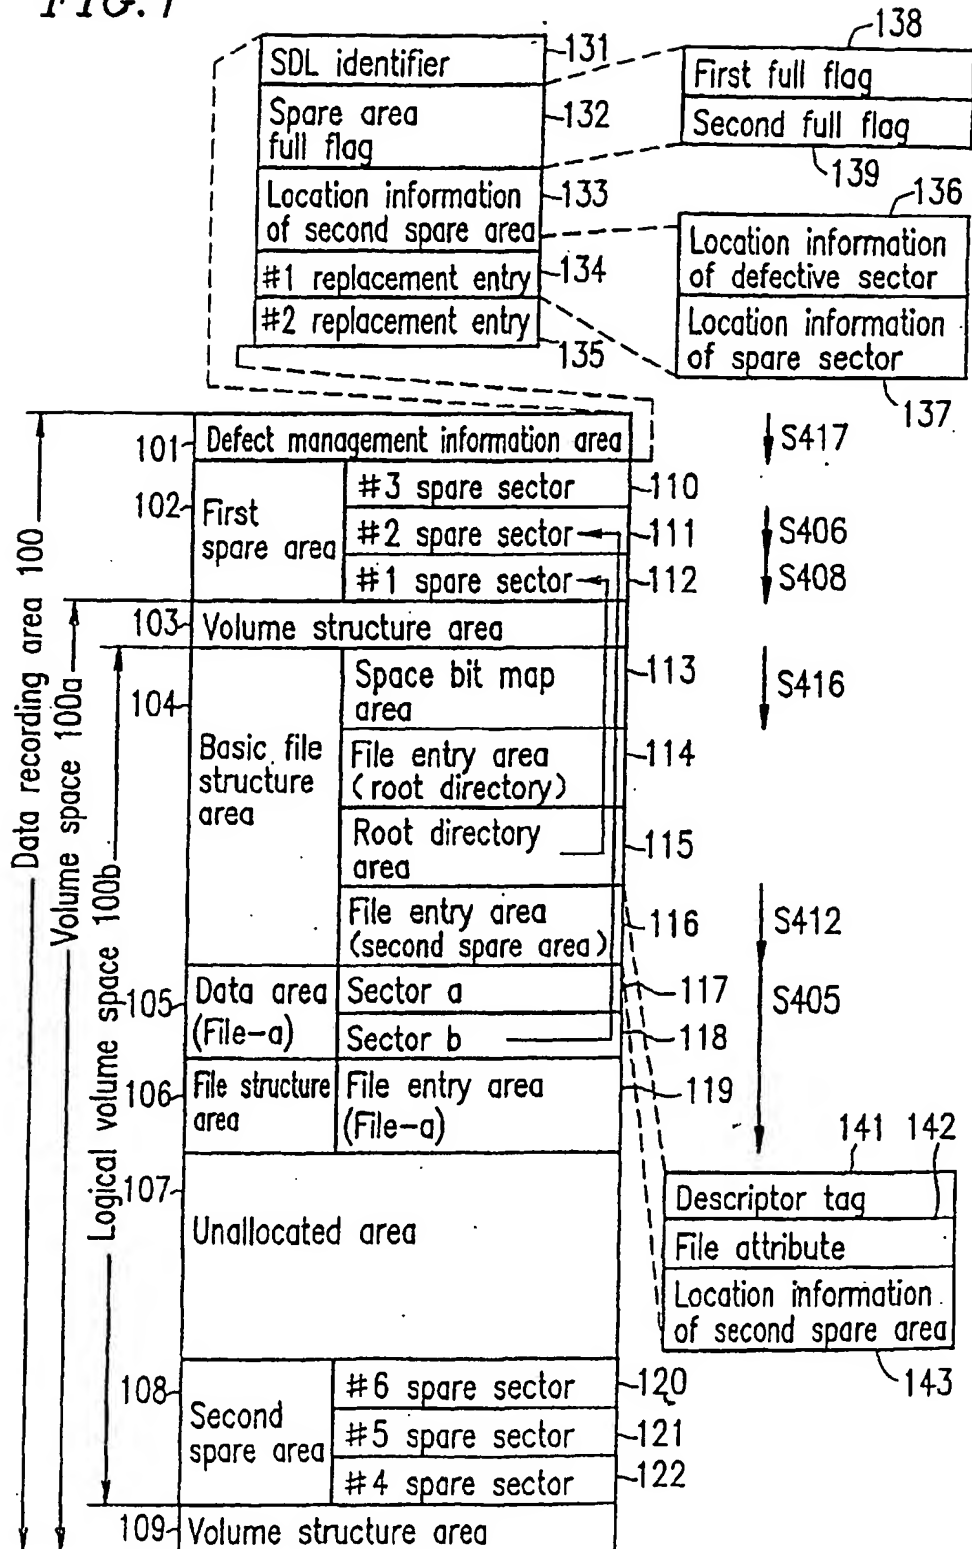 FIG. 1
SDL identifier
131
Spare area
full flag
132
Location information
of second spare area
133
#1 replacement entry
134
#2 replacement entry
135
138
First full flag
Second full flag
139
136
Location information
of defective sector
Location information
of spare sector
137
Data recording area 100
Volume space 100a
Logical volume space 100b
101
Defect management information area
S417
102
First
spare area
#3 spare sector
110
#2 spare sector
111
S406
#1 spare sector
112
S408
103
Volume structure area
104
Basic file
structure
area
Space bit map
area
113
S416
File entry area
(root directory)
114
Root directory
area
115
File entry area
(second spare area)
116
S412
105
Data area
(File-a)
Sector a
117
S405
Sector b
118
106
File structure
area
File entry area
(File-a)
119
107
Unallocated area
141 142
Descriptor tag
File attribute
Location information
of second spare area
143
108
Second
spare area
#6 spare sector
120
#5 spare sector
121
#4 spare sector
122
109
Volume structure area